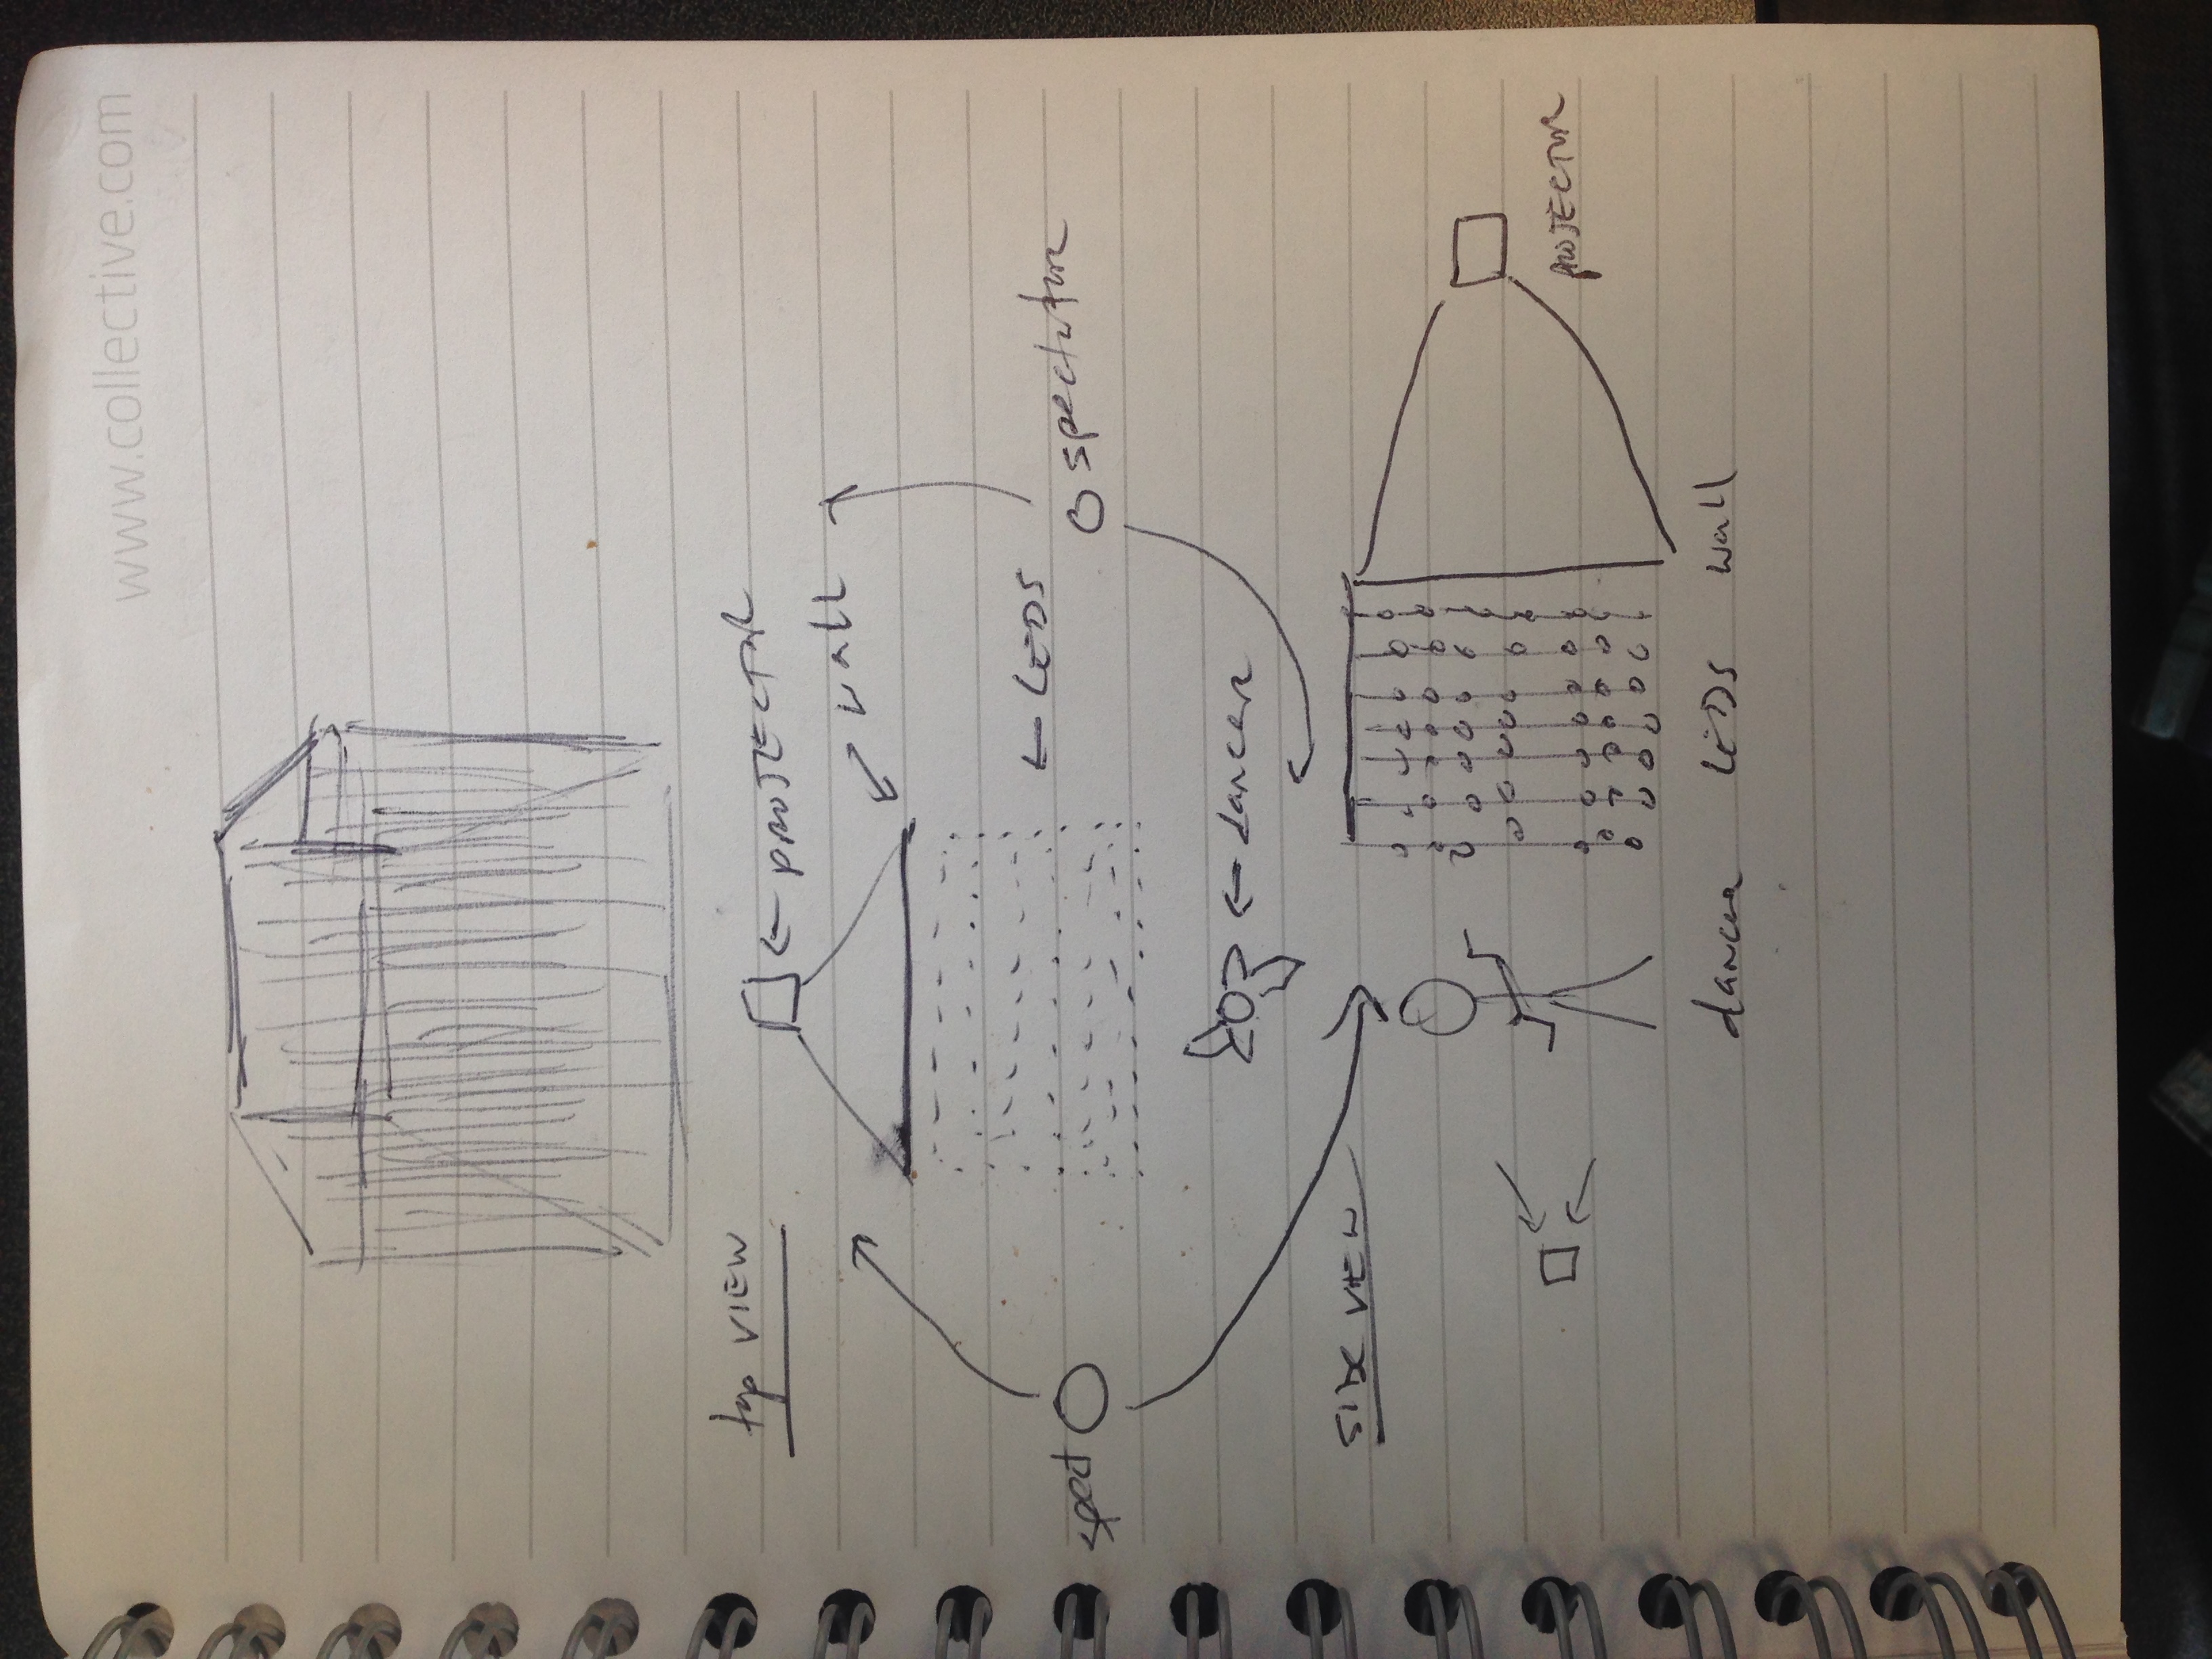 www.collective.com
top VIEW
← PROJECTOR
wall
← LEDS
spect
spectator
← dancer
SIDE VIEW
PROJECTOR
dancer LEDS wall